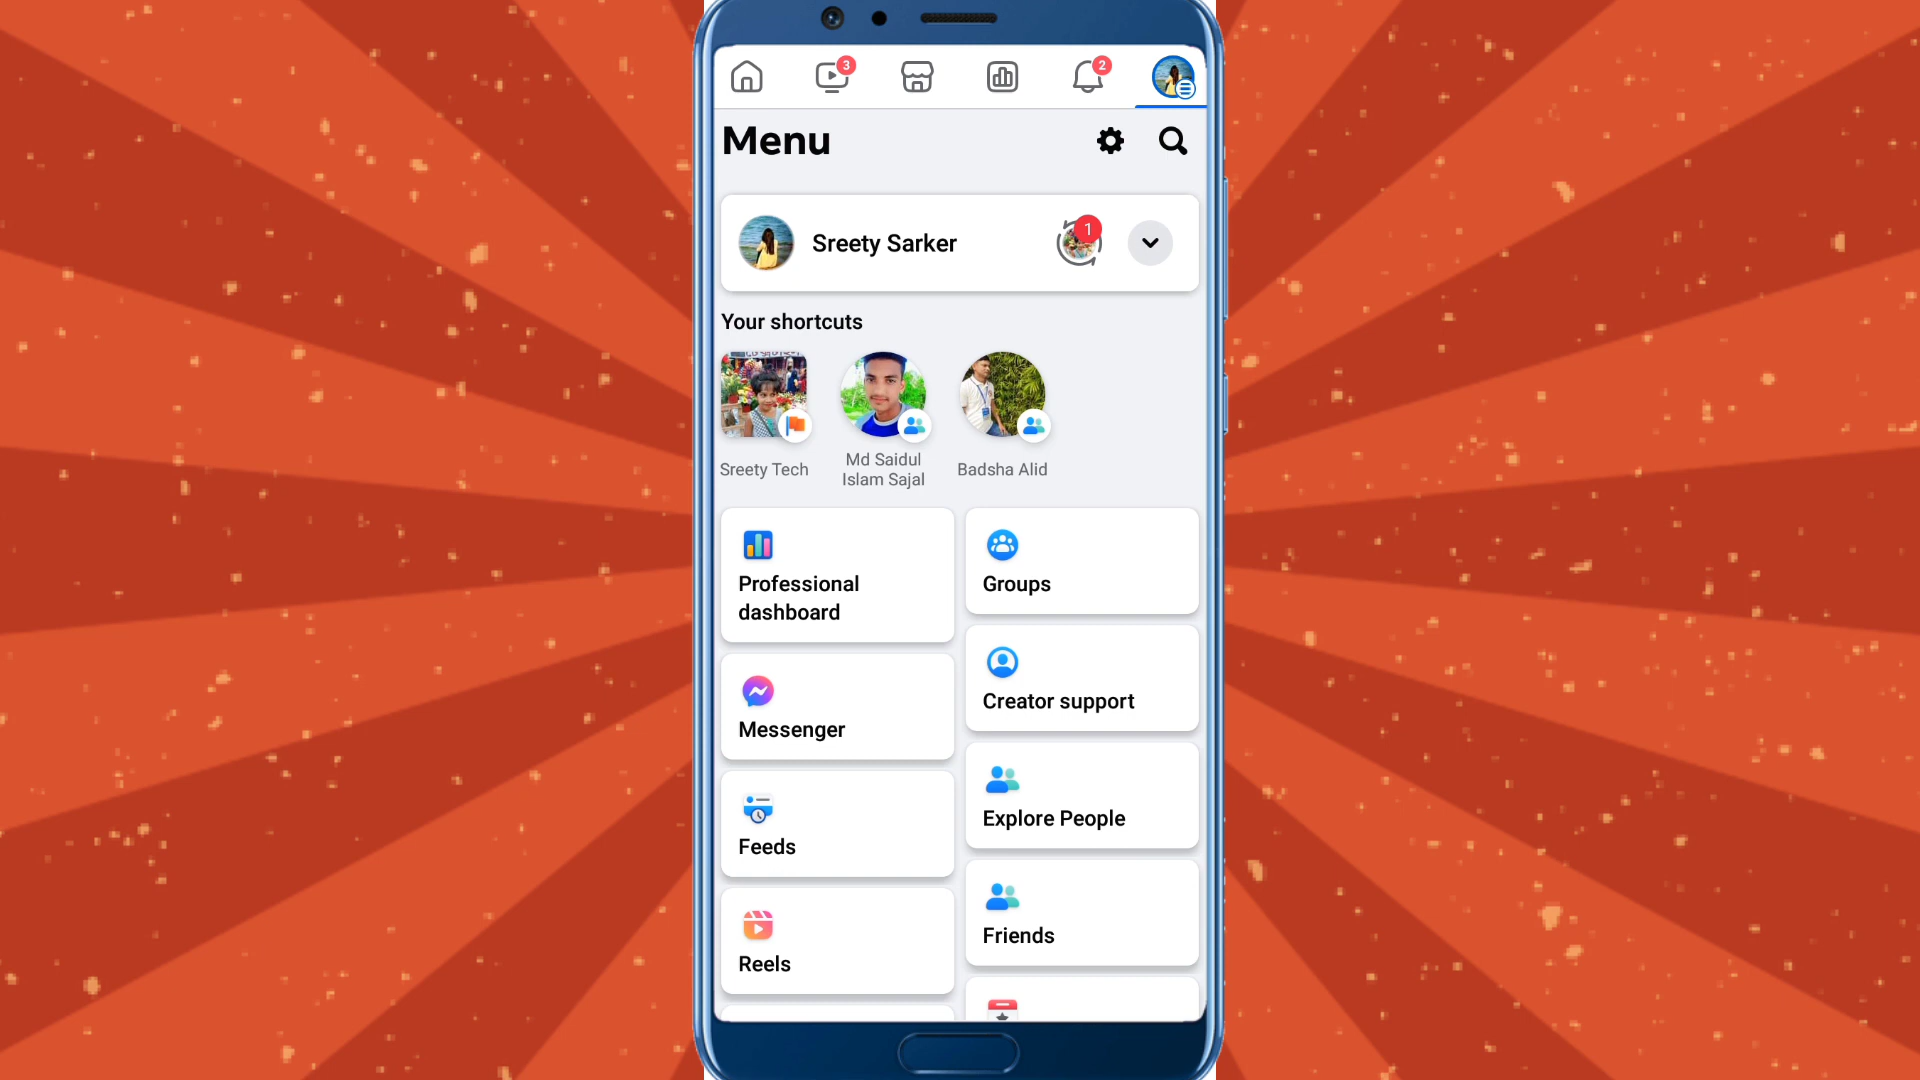 3
2
Menu
Sreety Sarker
1
Your shortcuts
Sreety Tech
Md Saidul
Islam Sajal
Badsha Alid
Professional
dashboard
Groups
Creator support
Messenger
Explore People
Feeds
Friends
Reels